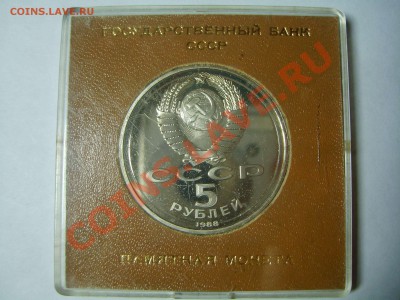 COINS.LAVE.RU
ГОСУДАРСТВЕННЫЙ БАНК
СССР
СССР
5
РУБЛЕЙ
1988
ПАМЯТНАЯ МОНЕТА
COINS.LAVE.RU